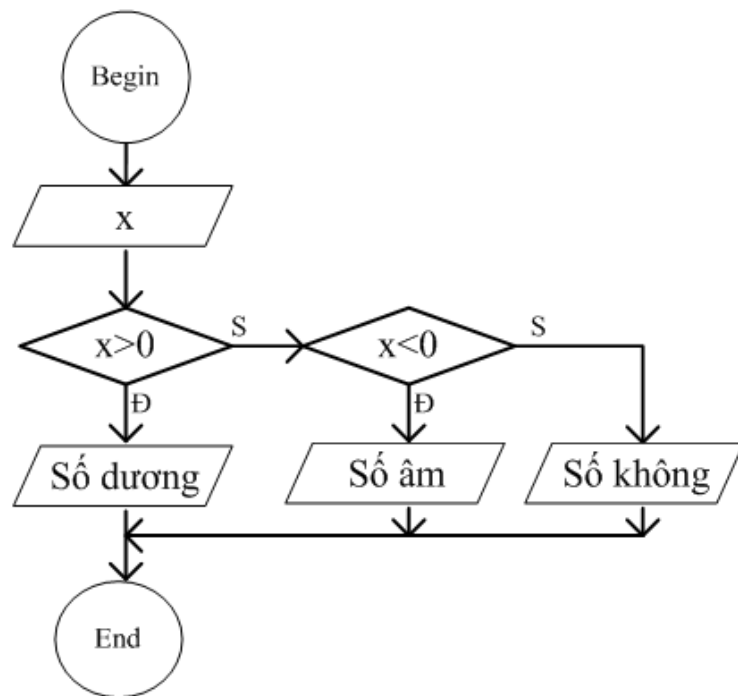 Begin
x
x>0
S
x<0
S
Đ
Đ
Số dương
Số âm
Số không
End